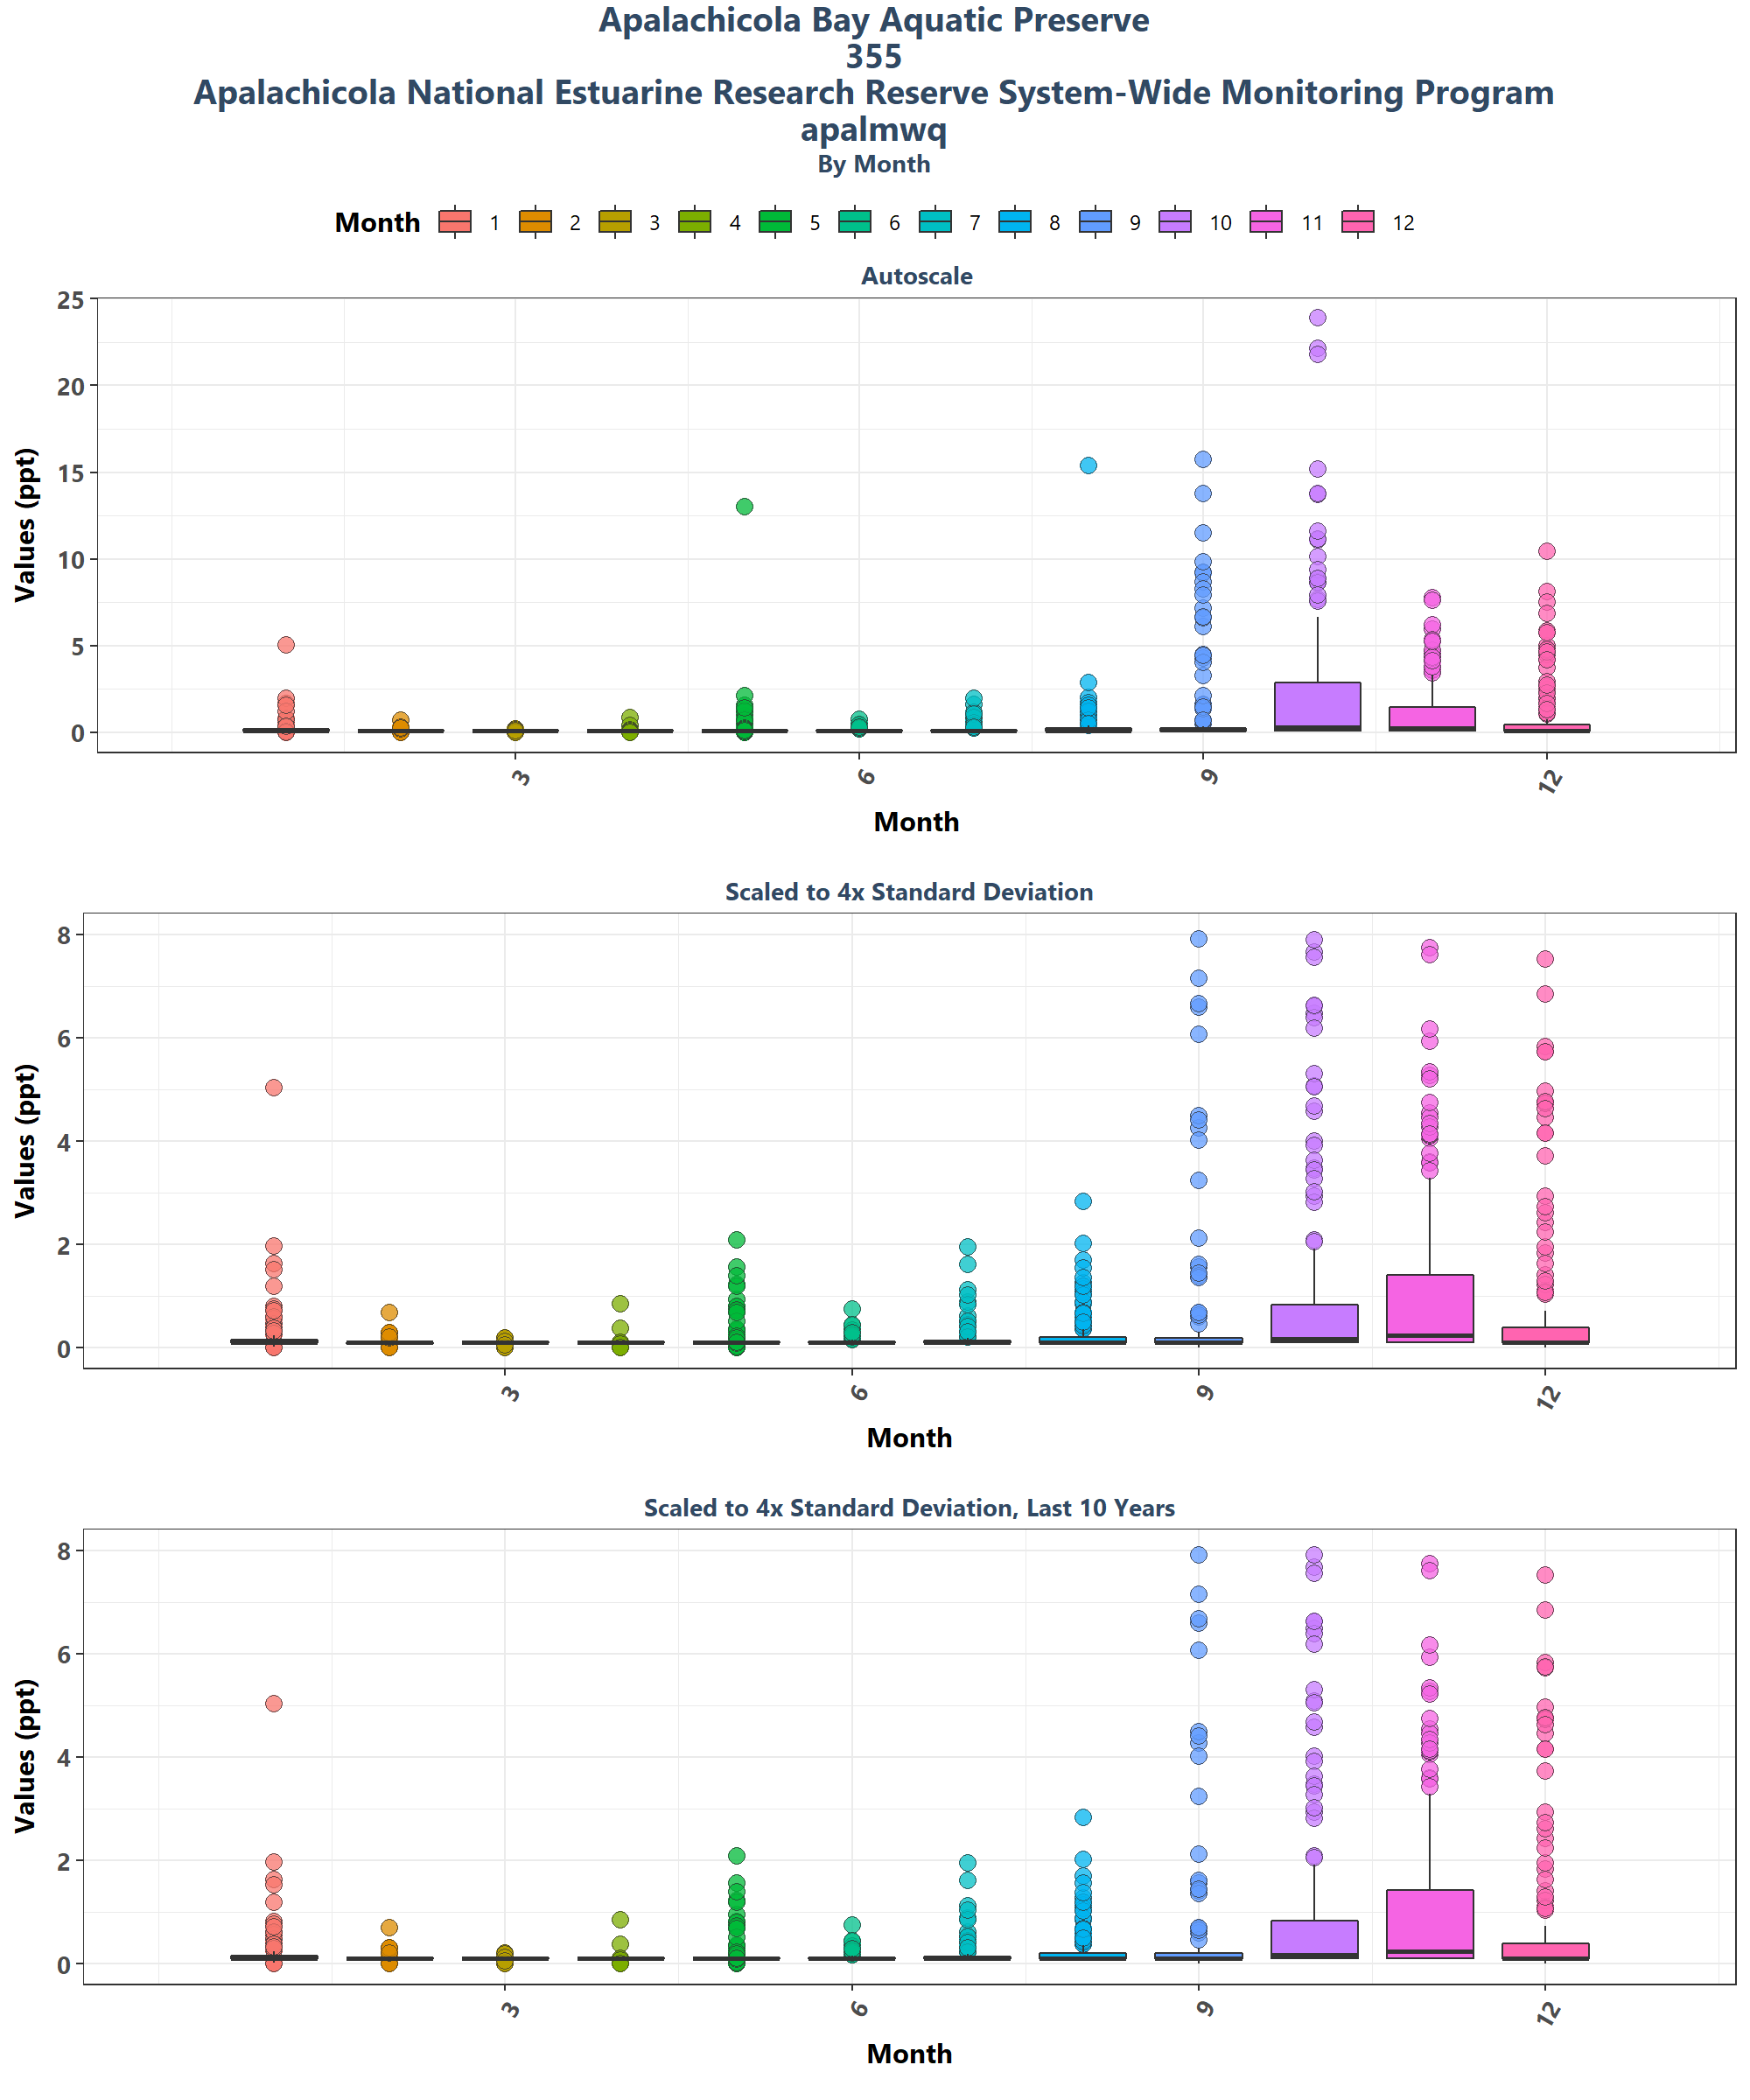 Apalachicola Bay Aquatic Preserve
355
Apalachicola National Estuarine Research Reserve System-Wide Monitoring Program
apalmwq
By Month
Month 1 2 3 4 5 6 7 8 9 10 11 12
Autoscale
25
20
15
10
5
0
Values (ppt)
3 6 9 12
Month
Scaled to 4x Standard Deviation
8
6
4
2
0
Values (ppt)
3 6 9 12
Month
Scaled to 4x Standard Deviation, Last 10 Years
8
6
4
2
0
Values (ppt)
3 6 9 12
Month